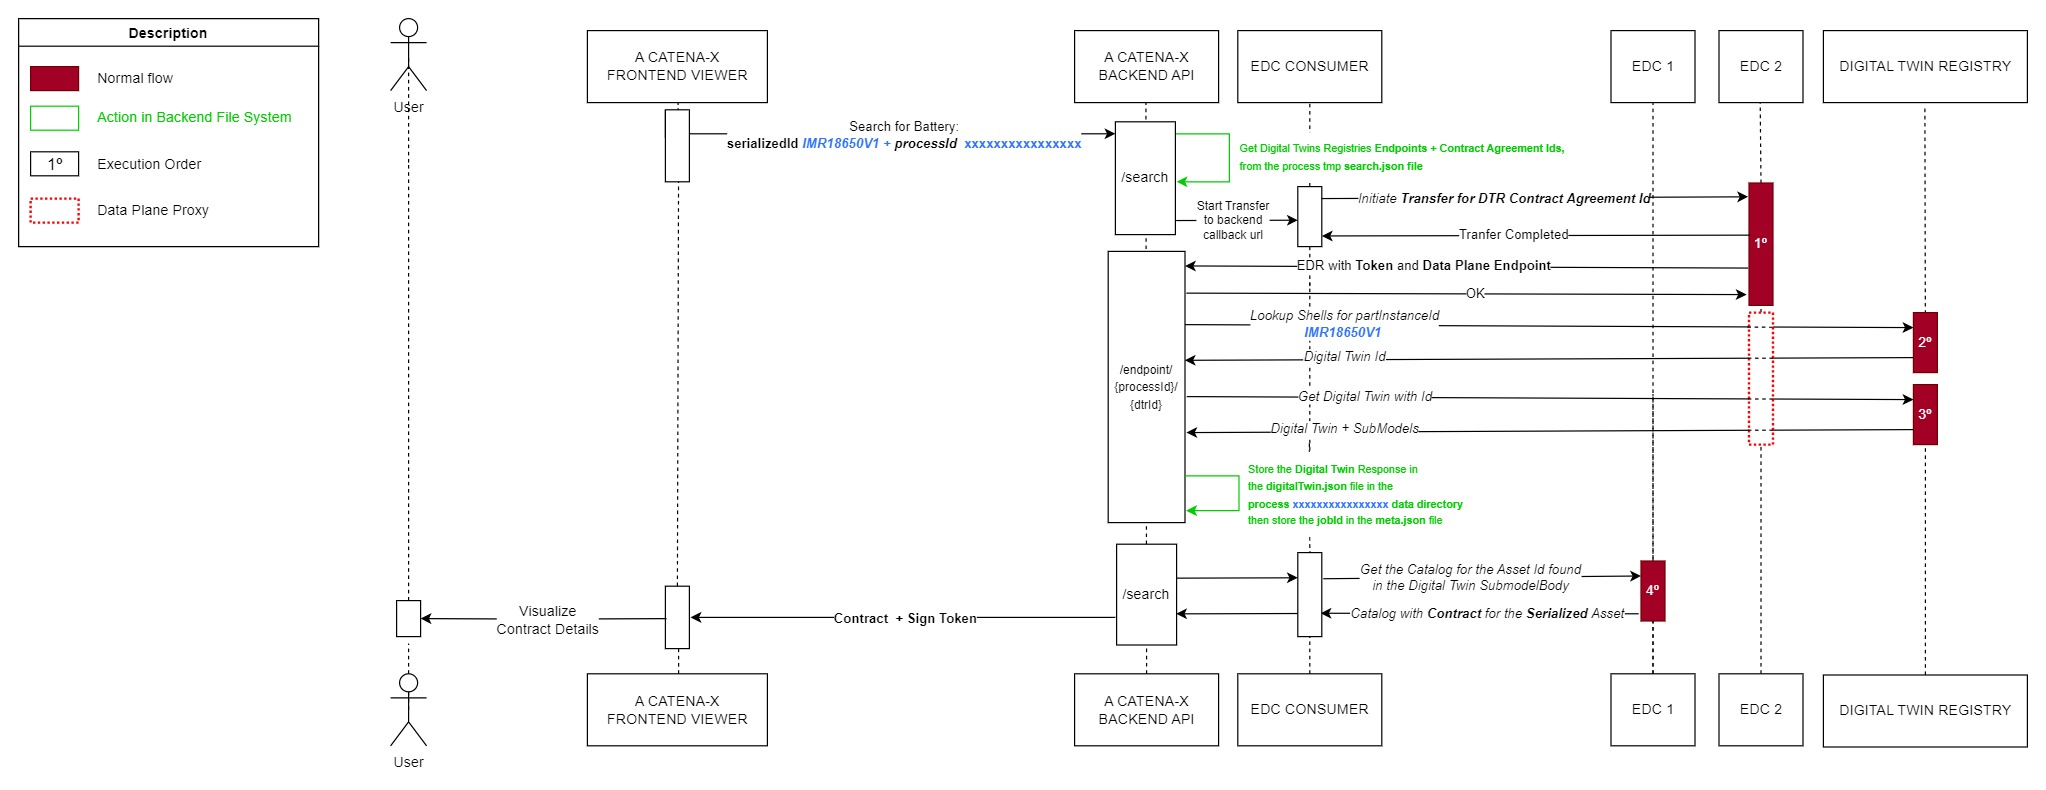 Description
Normal flow
Action in Backend File System
1º
Execution Order
Data Plane Proxy
User
A CATENA-X
FRONTEND VIEWER
A CATENA-X
BACKEND API
EDC CONSUMER
EDC 1
EDC 2
DIGITAL TWIN REGISTRY
Search for Battery:
serializedId IMR18650V1 + processId xxxxxxxxxxxxxxxx
/search
Get Digital Twins Registries Endpoints + Contract Agreement Ids,
from the process tmp search.json file
Start Transfer
to backend
callback url
Initiate Transfer for DTR Contract Agreement Id
Tranfer Completed
1º
EDR with Token and Data Plane Endpoint
OK
Lookup Shells for partInstanceId
IMR18650V1
2º
Digital Twin Id
/endpoint/
{processId}/
{dtrId}
Get Digital Twin with Id
3º
Digital Twin + SubModels
Store the Digital Twin Response in
the digitalTwin.json file in the
process xxxxxxxxxxxxxxxx data directory
then store the jobId in the meta.json file
/search
Get the Catalog for the Asset Id found
in the Digital Twin SubmodelBody
4º
Catalog with Contract for the Serialized Asset
Contract + Sign Token
Visualize
Contract Details
User
A CATENA-X
FRONTEND VIEWER
A CATENA-X
BACKEND API
EDC CONSUMER
EDC 1
EDC 2
DIGITAL TWIN REGISTRY